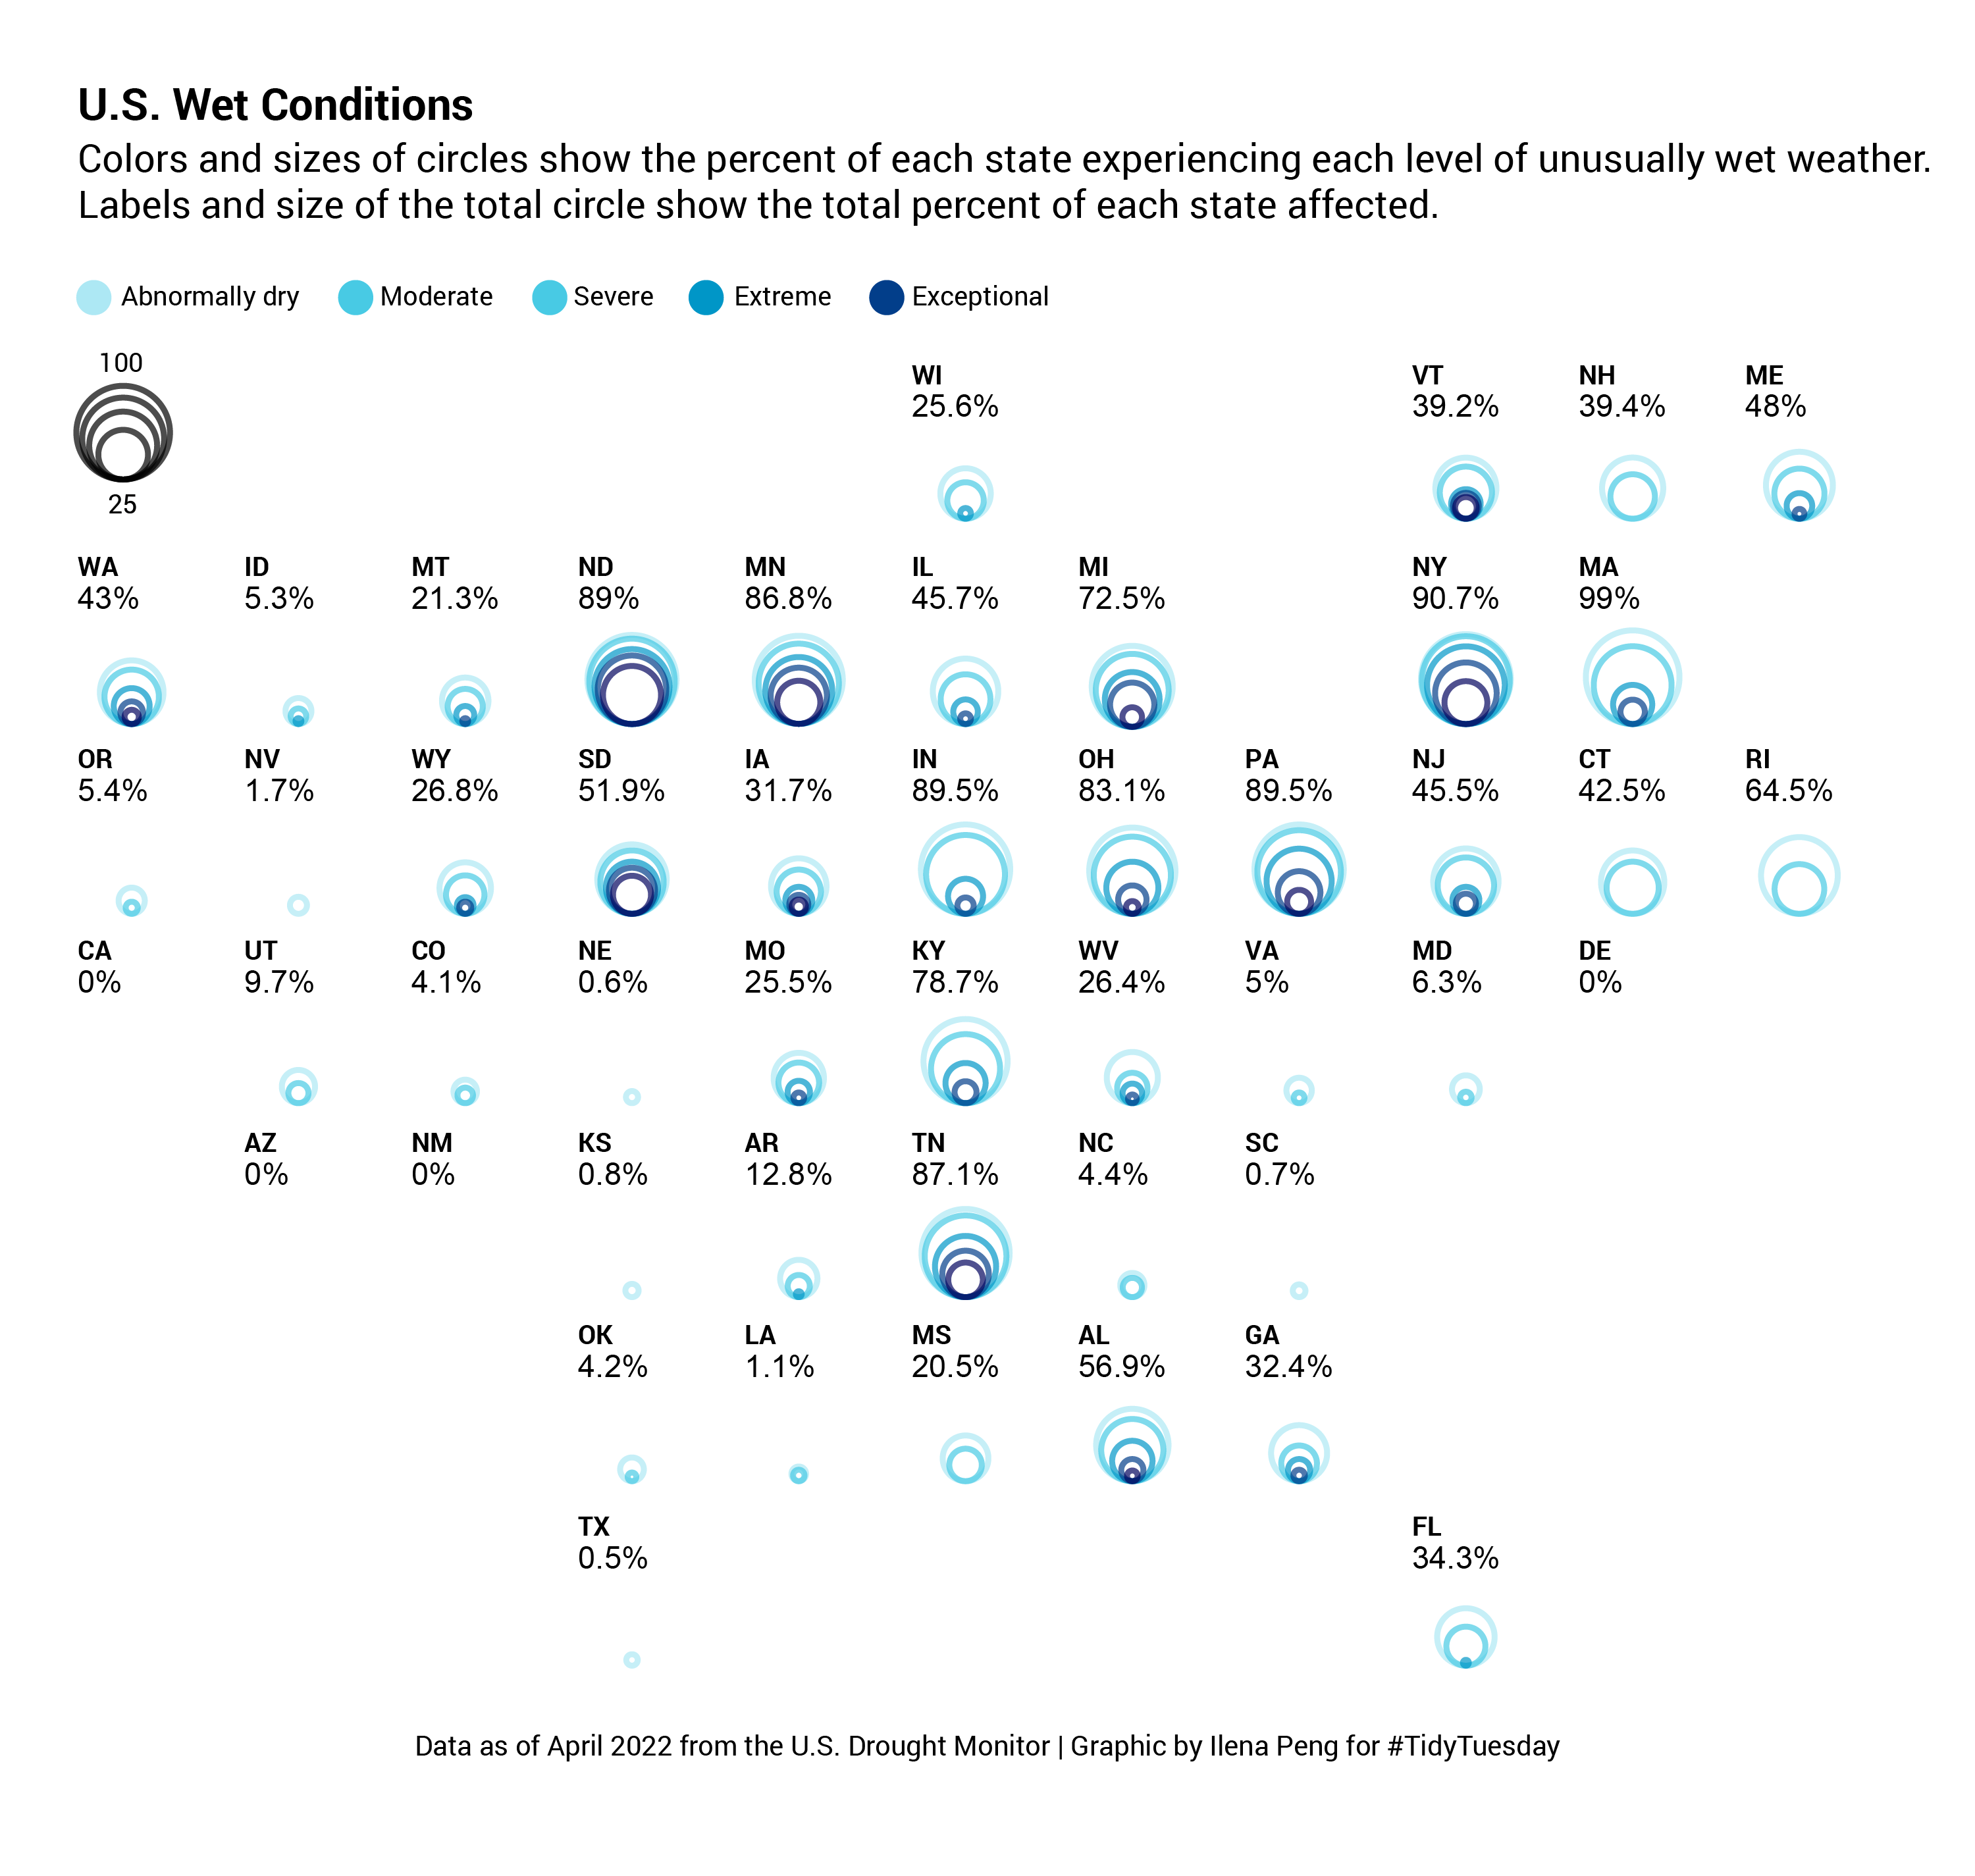 U.S. Wet Conditions
Colors and sizes of circles show the percent of each state experiencing each level of unusually wet weather.
Labels and size of the total circle show the total percent of each state affected.
Abnormally dry Moderate Severe Extreme Exceptional
100
25
WI VT NH ME
25.6% 39.2% 39.4% 48%
WA ID MT ND MN IL MI NY MA
43% 5.3% 21.3% 89% 86.8% 45.7% 72.5% 90.7% 99%
OR NV WY SD IA IN OH PA NJ CT RI
5.4% 1.7% 26.8% 51.9% 31.7% 89.5% 83.1% 89.5% 45.5% 42.5% 64.5%
CA UT CO NE MO KY WV VA MD DE
0% 9.7% 4.1% 0.6% 25.5% 78.7% 26.4% 5% 6.3% 0%
AZ NM KS AR TN NC SC
0% 0% 0.8% 12.8% 87.1% 4.4% 0.7%
OK LA MS AL GA
4.2% 1.1% 20.5% 56.9% 32.4%
TX FL
0.5% 34.3%
Data as of April 2022 from the U.S. Drought Monitor | Graphic by Ilena Peng for #TidyTuesday